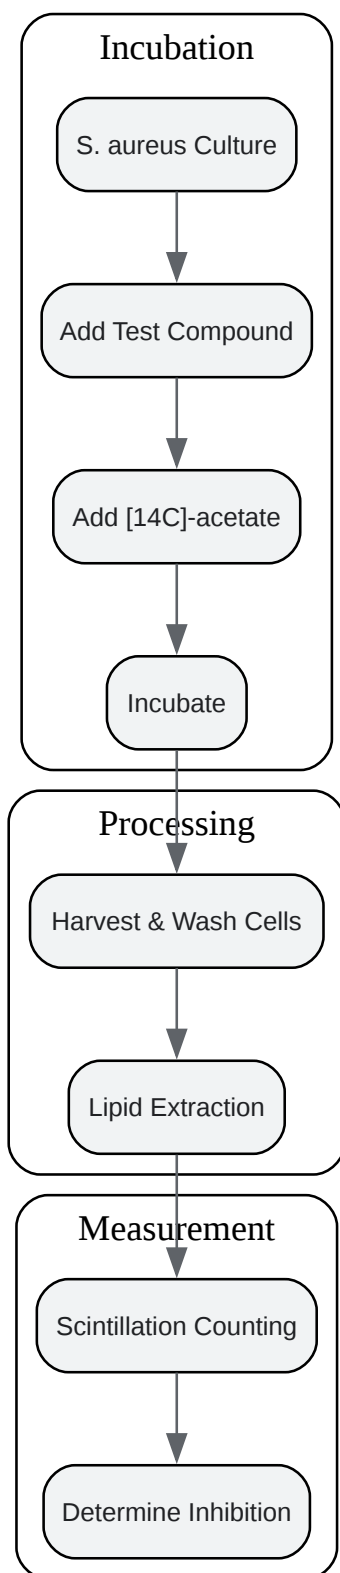 Incubation
S. aureus Culture
Add Test Compound
Add [14C]-acetate
Incubate
Processing
Harvest & Wash Cells
Lipid Extraction
Measurement
Scintillation Counting
Determine Inhibition